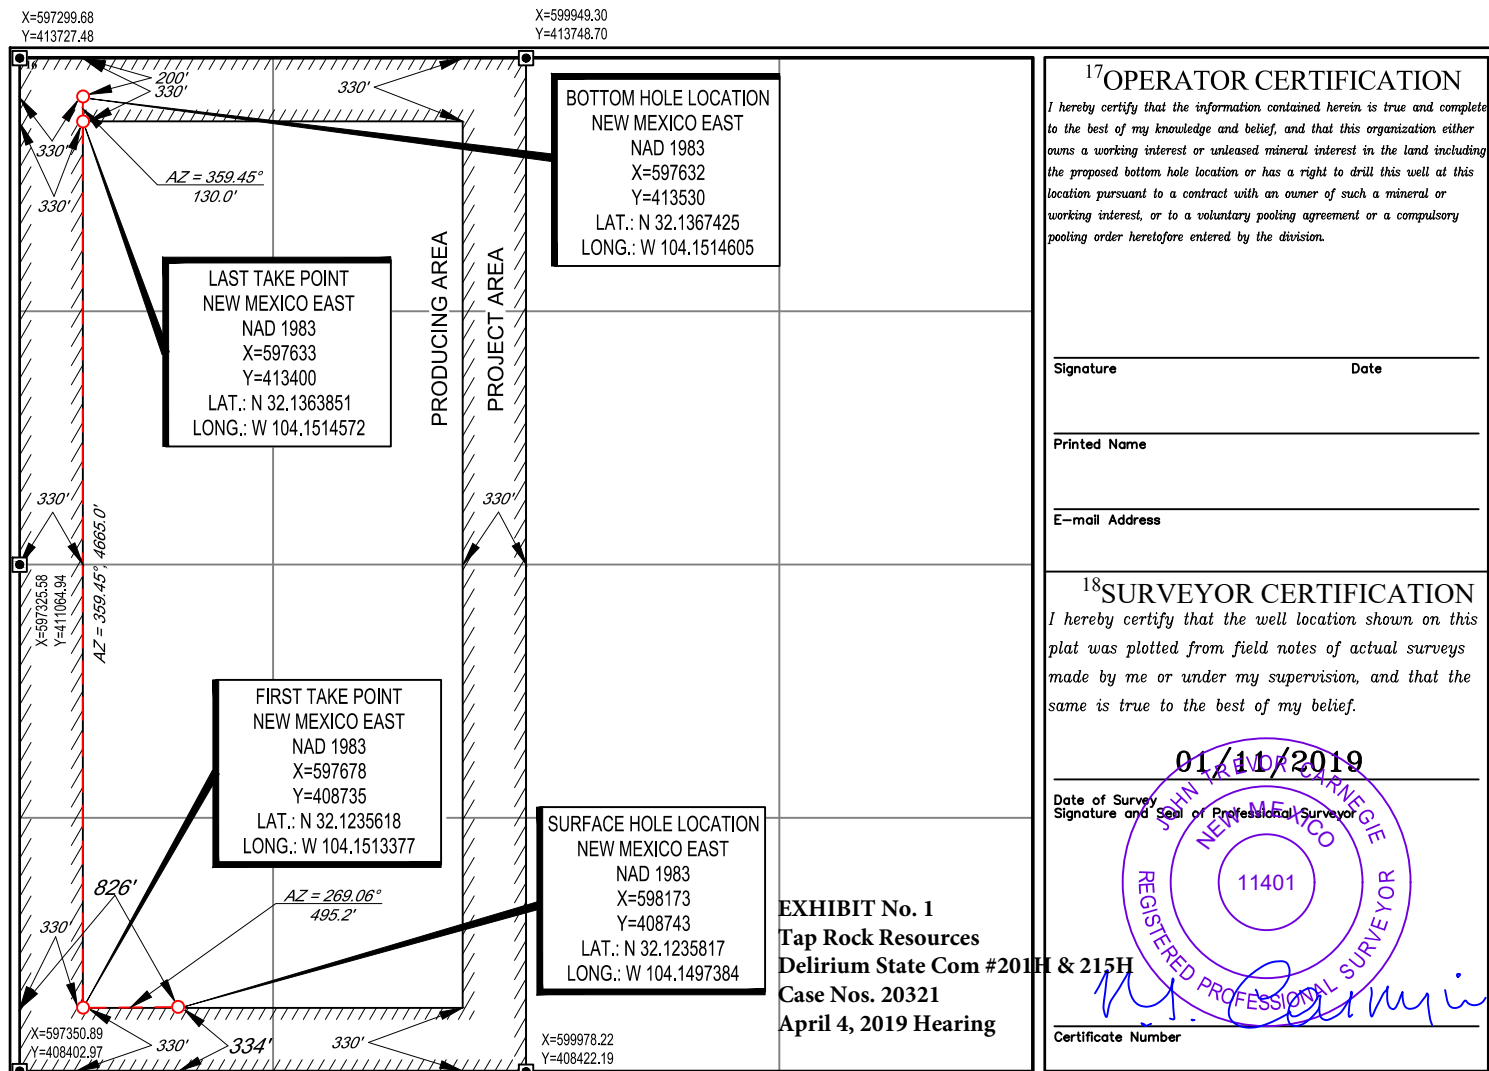 X=597299.68
Y=413727.48
X=599949.30
Y=413748.70
16
200'
330'
330'
330'
330'
AZ = 359.45°
130.0'
BOTTOM HOLE LOCATION
NEW MEXICO EAST
NAD 1983
X=597632
Y=413530
LAT.: N 32.1367425
LONG.: W 104.1514605
LAST TAKE POINT
NEW MEXICO EAST
NAD 1983
X=597633
Y=413400
LAT.: N 32.1363851
LONG.: W 104.1514572
PRODUCING AREA
PROJECT AREA
330'
330'
X=597325.58
Y=411064.94
AZ = 359.45°, 4665.0'
FIRST TAKE POINT
NEW MEXICO EAST
NAD 1983
X=597678
Y=408735
LAT.: N 32.1235618
LONG.: W 104.1513377
826'
AZ = 269.06°
495.2'
330'
SURFACE HOLE LOCATION
NEW MEXICO EAST
NAD 1983
X=598173
Y=408743
LAT.: N 32.1235817
LONG.: W 104.1497384
X=597350.89
Y=408402.97
330'
334'
330'
X=599978.22
Y=408422.19
EXHIBIT No. 1
Tap Rock Resources
Delirium State Com #201H & 215H
Case Nos. 20321
April 4, 2019 Hearing
17 OPERATOR CERTIFICATION
I hereby certify that the information contained herein is true and complete
to the best of my knowledge and belief, and that this organization either
owns a working interest or unleased mineral interest in the land including
the proposed bottom hole location or has a right to drill this well at this
location pursuant to a contract with an owner of such a mineral or
working interest, or to a voluntary pooling agreement or a compulsory
pooling order heretofore entered by the division.
Signature Date
Printed Name
E-mail Address
18 SURVEYOR CERTIFICATION
I hereby certify that the well location shown on this
plat was plotted from field notes of actual surveys
made by me or under my supervision, and that the
same is true to the best of my belief.
01/11/2019
Date of Survey
Signature and Seal of Professional Surveyor
JOHN TREVOR CARNEGIE
NEW MEXICO
11401
REGISTERED PROFESSIONAL SURVEYOR
Certificate Number